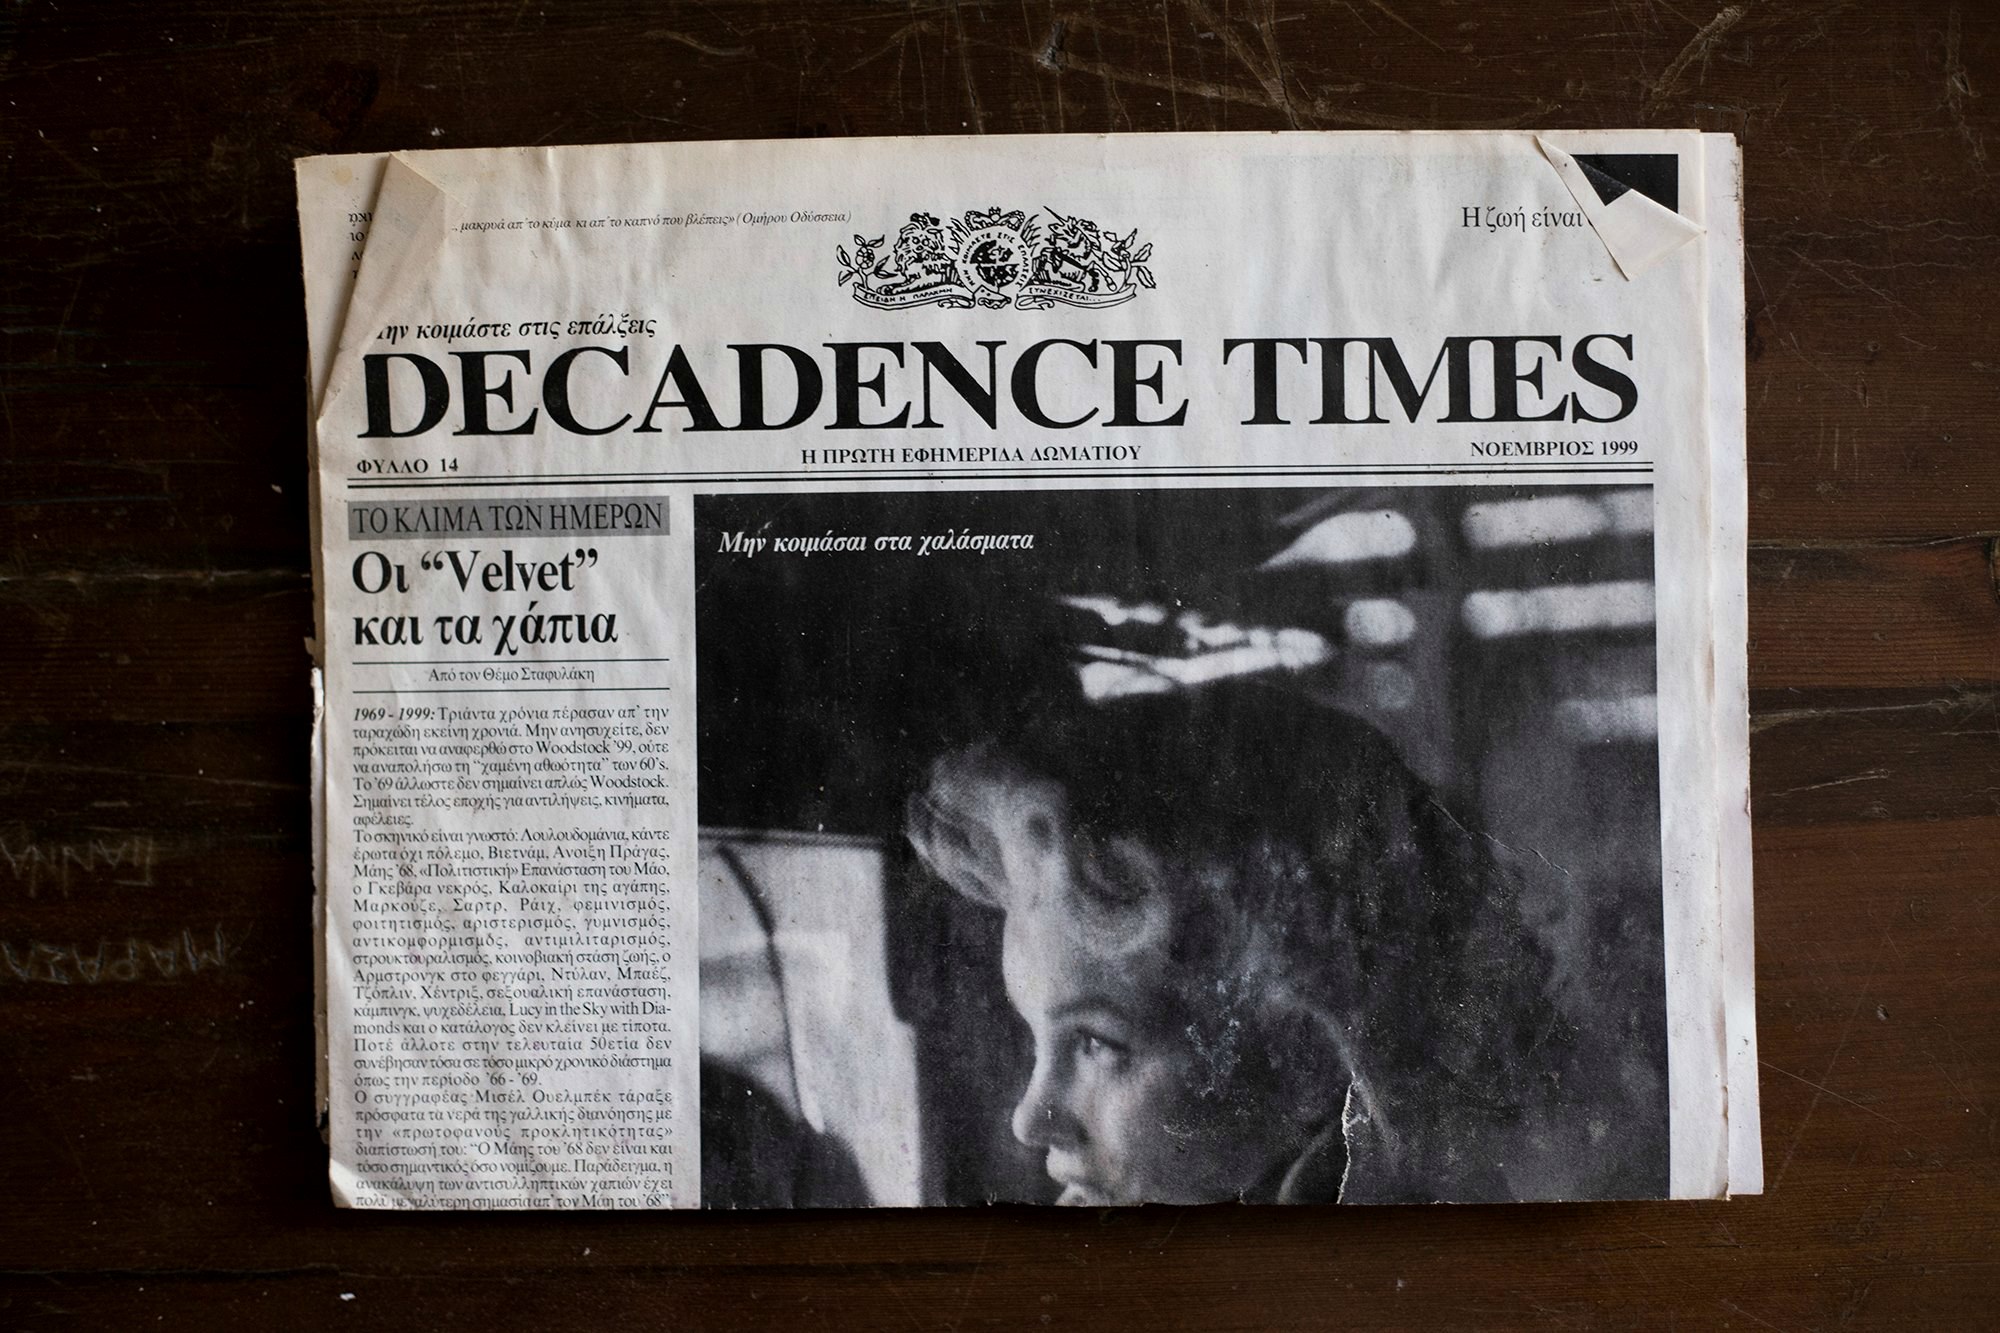 μακρυά απ' το κύμα κι απ' το καπνό που βλέπεις» (Ομήρου Οδύσσεια)
Η ζωή είναι
ΕΠΕΙΔΗ Η ΠΑΡΑΚΜΗ
ΣΥΝΕΧΙΖΕΤΑΙ...
ην κοιμάστε στις επάλξεις
DECADENCE TIMES
ΦΥΛΛΟ 14
Η ΠΡΩΤΗ ΕΦΗΜΕΡΙΔΑ ΔΩΜΑΤΙΟΥ
ΝΟΕΜΒΡΙΟΣ 1999
ΤΟ ΚΛΙΜΑ ΤΩΝ ΗΜΕΡΩΝ
Οι “Velvet”
και τα χάπια
Από τον Θέμο Σταφυλάκη
1969 - 1999: Τριάντα χρόνια πέρασαν απ' την
ταραχώδη εκείνη χρονιά. Μην ανησυχείτε, δεν
πρόκειται να αναφερθώ στο Woodstock '99, ούτε
να αναπολήσω τη “χαμένη αθωότητα” των 60's.
Το '69 άλλωστε δεν σημαίνει απλώς Woodstock.
Σημαίνει τέλος εποχής για αντιλήψεις, κινήματα,
αφέλειες.
Το σκηνικό είναι γνωστό: Λουλουδομάνια, κάντε
έρωτα όχι πόλεμο, Βιετνάμ, Άνοιξη Πράγας,
Μάης '68, «Πολιτιστική» Επανάσταση του Μάο,
ο Γκεβάρα νεκρός, Καλοκαίρι της αγάπης,
Μαρκούζε, Σαρτρ, Ράιχ, φεμινισμός,
φοιτητισμός, αριστερισμός, γυμνισμός,
αντικομφορμισμός, αντιμιλιταρισμός,
στρουκτουραλισμός, κοινοβιακή στάση ζωής, ο
Αρμστρονγκ στο φεγγάρι, Ντύλαν, Μπαέζ,
Τζόπλιν, Χέντριξ, σεξουαλική επανάσταση,
κάμπινγκ, ψυχεδέλεια, Lucy in the Sky with Dia-
monds και ο κατάλογος δεν κλείνει με τίποτα.
Ποτέ άλλοτε στην τελευταία 50ετία δεν
συνέβησαν τόσα σε τόσο μικρό χρονικό διάστημα
όπως την περίοδο '66 - '69.
Ο συγγραφέας Μισέλ Ουελμπέκ τάραξε
πρόσφατα τα νερά της γαλλικής διανόησης με
την «πρωτοφανούς προκλητικότητας»
διαπίστωσή του: “Ο Μάης του '68 δεν είναι και
τόσο σημαντικός όσο νομίζουμε. Παράδειγμα, η
ανακάλυψη των αντισυλληπτικών χαπιών έχει
πολύ μεγαλύτερη σημασία απ' τον Μάη του '68”
Μην κοιμάσαι στα χαλάσματα